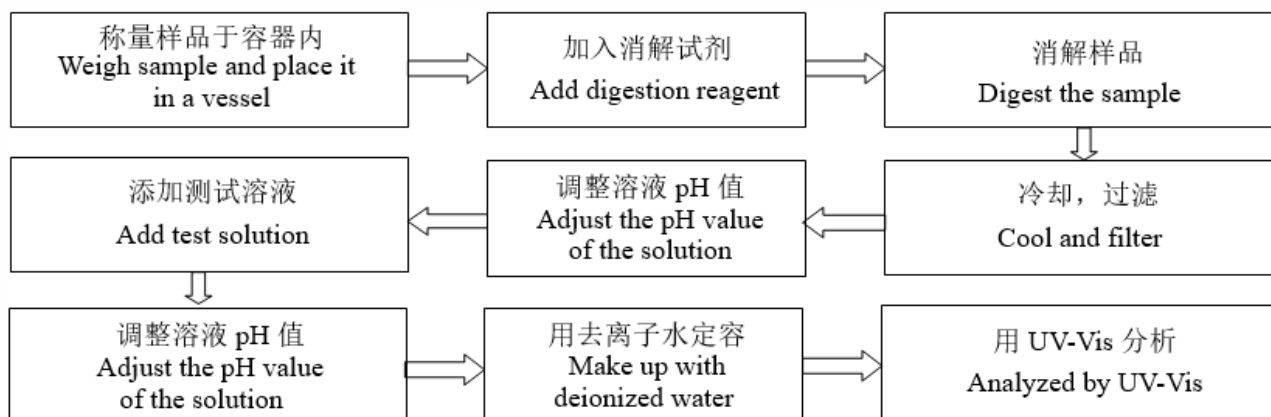 称量样品于容器内
Weigh sample and place it
in a vessel
加入消解试剂
Add digestion reagent
消解样品
Digest the sample
冷却，过滤
Cool and filter
调整溶液 pH 值
Adjust the pH value
of the solution
添加测试溶液
Add test solution
调整溶液 pH 值
Adjust the pH value
of the solution
用去离子水定容
Make up with
deionized water
用 UV-Vis 分析
Analyzed by UV-Vis